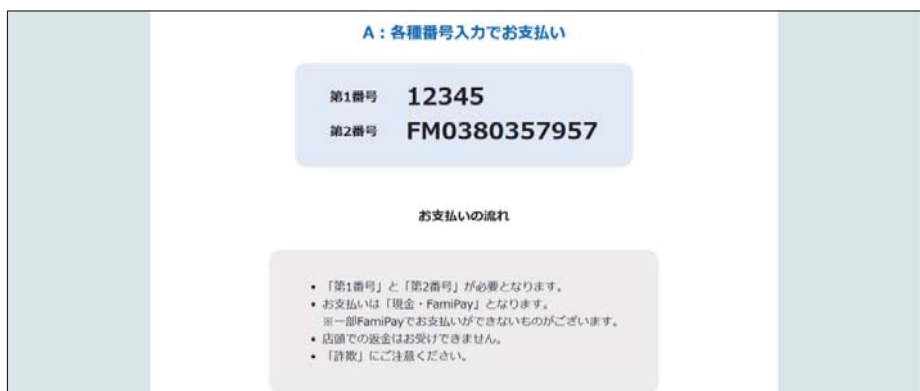 A：各種番号入力でお支払い
第1番号 12345
第2番号 FM0380357957
お支払いの流れ
• 「第1番号」と「第2番号」が必要となります。
• お支払いは「現金・FamiPay」となります。
※一部FamiPayでお支払いができないものがございます。
• 店頭での返金はお受けできません。
• 「詐欺」にご注意ください。